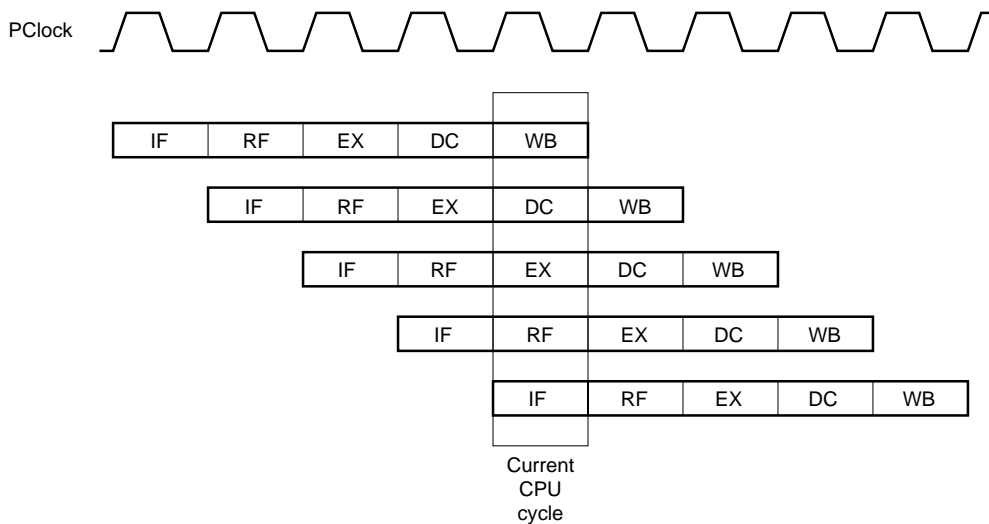 PClock
IF RF EX DC WB
IF RF EX DC WB
IF RF EX DC WB
IF RF EX DC WB
IF RF EX DC WB
Current
CPU
cycle